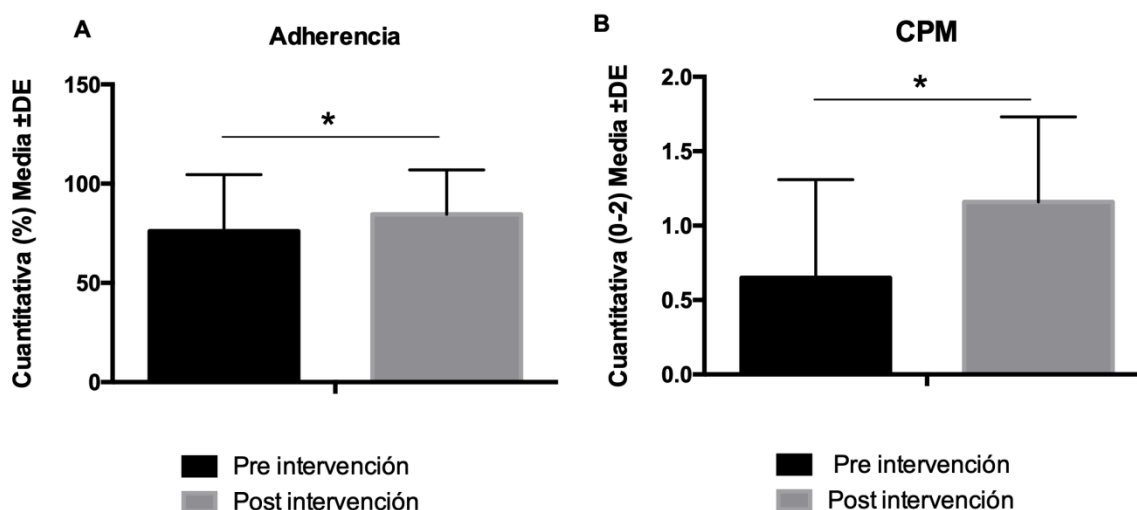 A
Adherencia
Cuantitativa (%) Media ±DE
150
100
50
0
*
Pre intervención
Post intervención
B
CPM
Cuantitativa (0-2) Media ±DE
2.0
1.5
1.0
0.5
0.0
*
Pre intervención
Post intervención